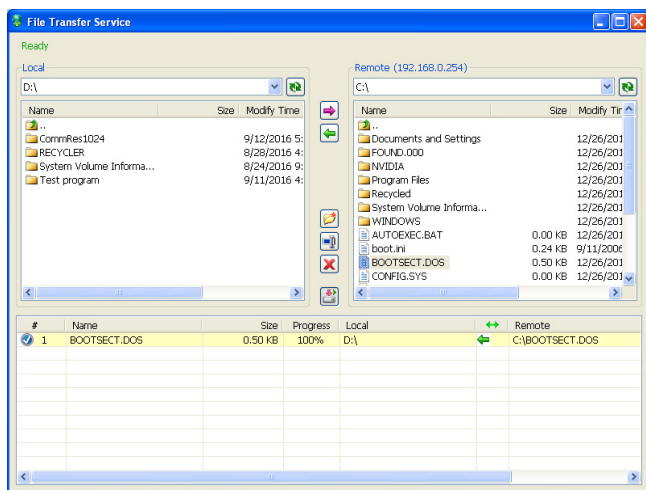 File Transfer Service
Ready
Local
D:\
Name Size Modify Time
..
CommRes1024 9/12/2016 5:
RECYCLER 8/28/2016 4:
System Volume Informa... 8/24/2016 9:
Test program 9/11/2016 4:
Remote (192.168.0.254)
C:\
Name Size Modify Tir
..
Documents and Settings 12/26/201
FOUND.000 12/26/201
NVIDIA 12/26/201
Program Files 12/26/201
Recycled 12/26/201
System Volume Informa... 12/26/201
WINDOWS 12/26/201
AUTOEXEC.BAT 0.00 KB 12/26/201
boot.ini 0.24 KB 9/11/2006
BOOTSECT.DOS 0.50 KB 12/26/201
CONFIG.SYS 0.00 KB 12/26/201
# Name Size Progress Local Remote
1 BOOTSECT.DOS 0.50 KB 100% D:\ C:\BOOTSECT.DOS